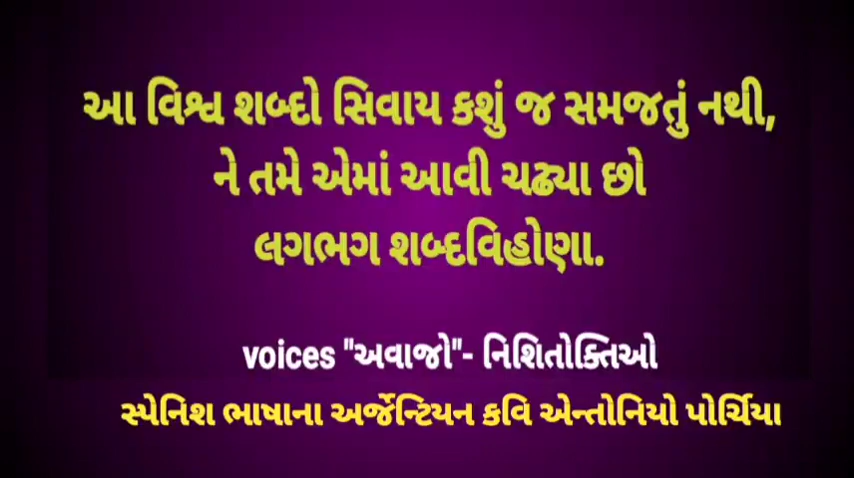 આ વિશ્વ શબ્દો સિવાય કશું જ સમજતું નથી,
ને તમે એમાં આવી ચઢ્યા છો
લગભગ શબ્દવિહોણા.
voices "અવાજો"- નિશિતોક્તિઓ
સ્પેનિશ ભાષાના અર્જેન્ટિયન કવિ એન્તોનિયો પોર્ચિયા